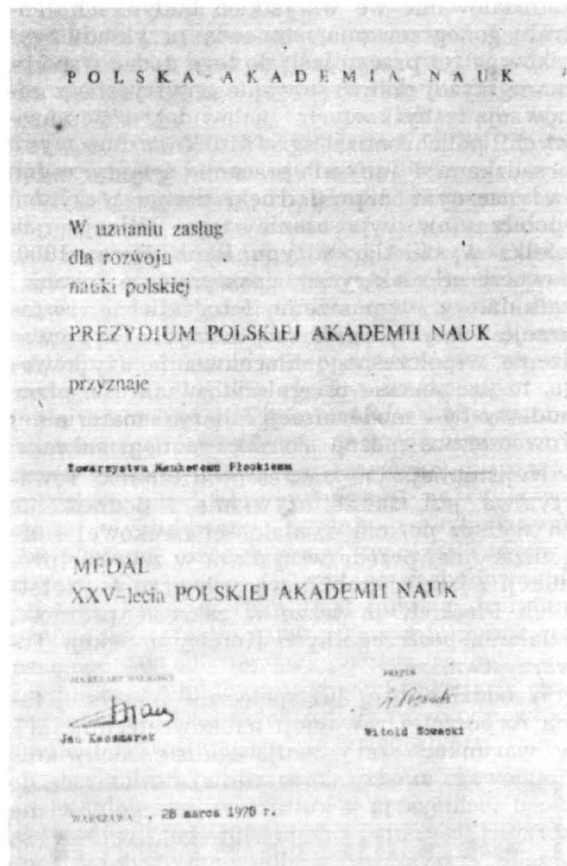 POLSKA AKADEMIA NAUK
W uznaniu zasług
dla rozwoju
nauki polskiej
PREZYDIUM POLSKIEJ AKADEMII NAUK
przyznaje
Towarzystwu Naukowemu Płockiemu
MEDAL
XXV-lecia POLSKIEJ AKADEMII NAUK
SEKRETARZ NAUKOWY
PREZES
Jan Kaczmarek
Witold Nowacki
WARSZAWA, 28 marca 1978 r.